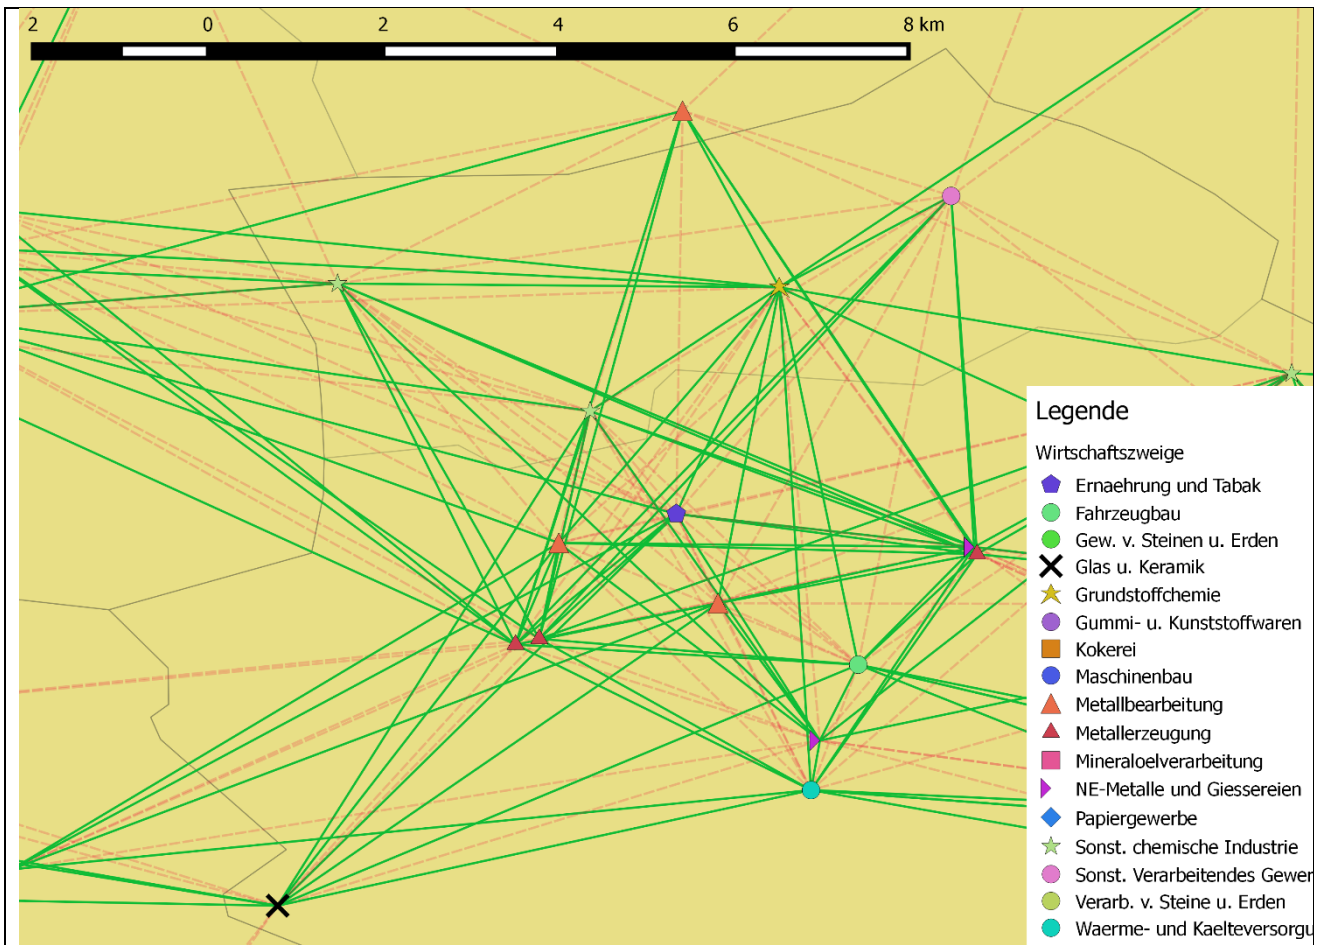 2 0 2 4 6 8 km
Legende
Wirtschaftszweige
Ernaehrung und Tabak
Fahrzeugbau
Gew. v. Steinen u. Erden
Glas u. Keramik
Grundstoffchemie
Gummi- u. Kunststoffwaren
Kokerei
Maschinenbau
Metallbearbeitung
Metallerzeugung
Mineraloelverarbeitung
NE-Metalle und Giessereien
Papiergewerbe
Sonst. chemische Industrie
Sonst. Verarbeitendes Gewer
Verarb. v. Steine u. Erden
Waerme- und Kaelteversorgu